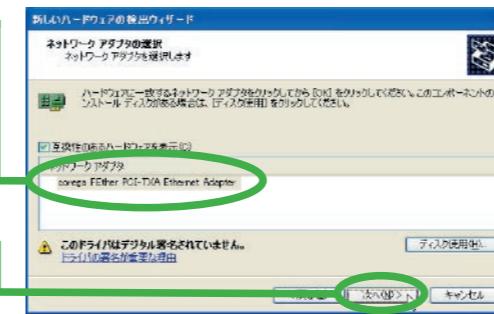 新しいハードウェアの検出ウィザード
ネットワーク アダプタの選択
ネットワーク アダプタを選択します
ハードウェアに一致するネットワーク アダプタをクリックしてから [OK] をクリックしてください。このコンポーネントの
ンストール ディスクがある場合は、[ディスク使用] をクリックしてください。
互換性のあるハードウェアを表示(C)
ネットワーク アダプタ
corega FEther PCI-TXA Ethernet Adapter
このドライバはデジタル署名されていません。
ディスク使用(H)...
ドライバの署名が重要な理由
次へ(N) >
キャンセル